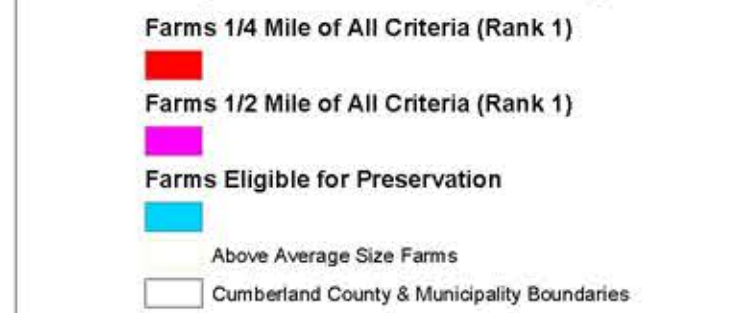 Farms 1/4 Mile of All Criteria (Rank 1)
Farms 1/2 Mile of All Criteria (Rank 1)
Farms Eligible for Preservation
Above Average Size Farms
Cumberland County & Municipality Boundaries